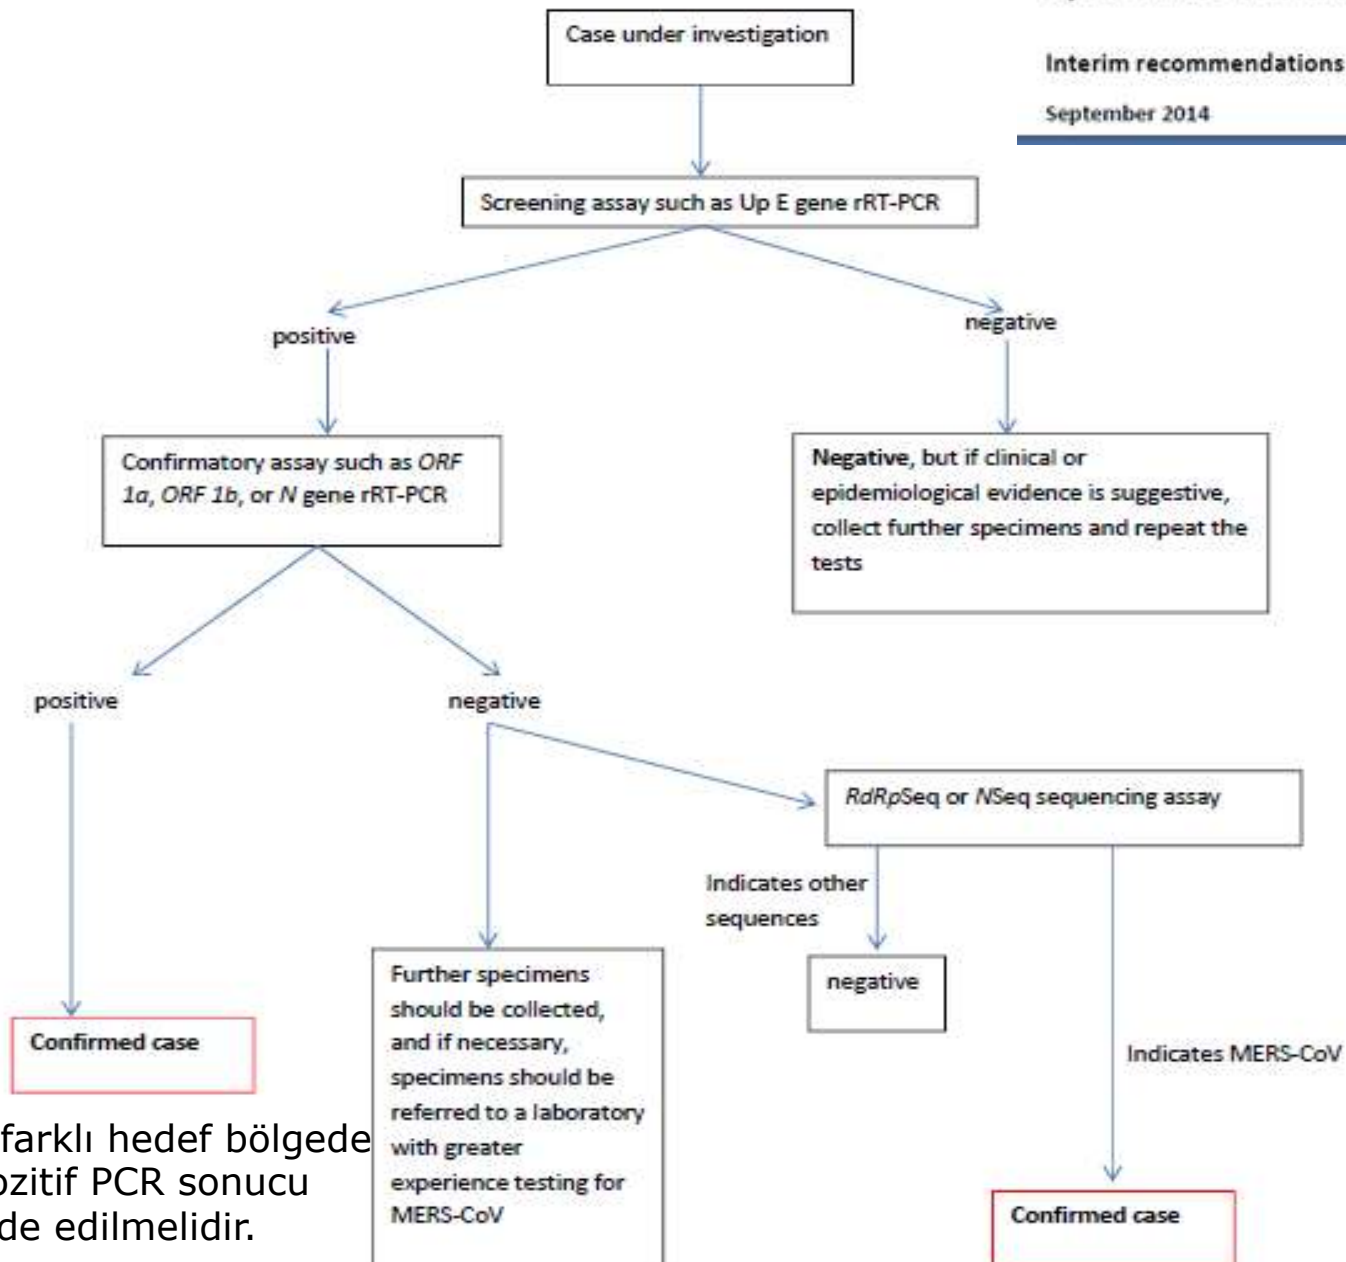 Interim recommendations
September 2014
Case under investigation
Screening assay such as Up E gene rRT-PCR
positive
negative
Confirmatory assay such as ORF
1a, ORF 1b, or N gene rRT-PCR
Negative, but if clinical or
epidemiological evidence is suggestive,
collect further specimens and repeat the
tests
positive
negative
RdRpSeq or NSeq sequencing assay
Indicates other
sequences
negative
Indicates MERS-CoV
Confirmed case
Further specimens
should be collected,
and if necessary,
specimens should be
referred to a laboratory
with greater
experience testing for
MERS-CoV
Confirmed case
farklı hedef bölgede
PCR sonucu
edilmelidir.